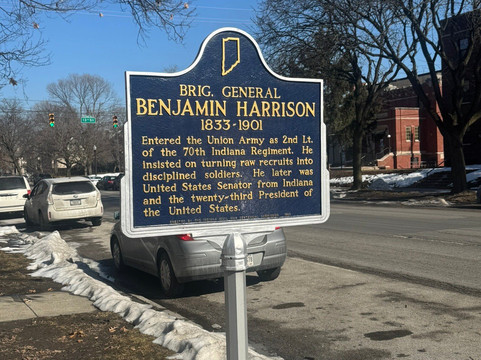 BRIG. GENERAL
BENJAMIN HARRISON
1833-1901
Entered the Union Army as 2nd Lt.
of the 70th Indiana Regiment. He
insisted on turning raw recruits into
disciplined soldiers. He later was
United States Senator from Indiana
and the twenty-third President of
the United States.